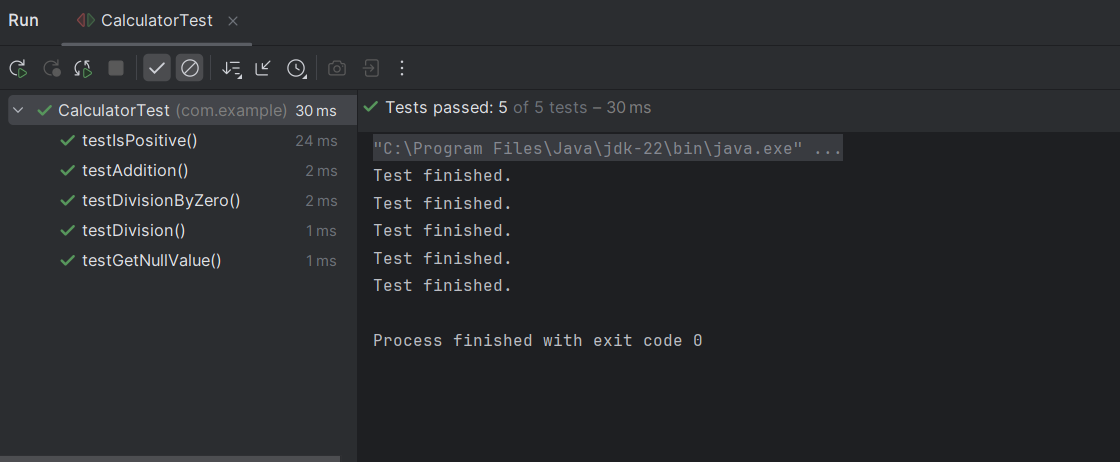 Run CalculatorTest
CalculatorTest (com.example) 30 ms
testIsPositive() 24 ms
testAddition() 2 ms
testDivisionByZero() 2 ms
testDivision() 1 ms
testGetNullValue() 1 ms
Tests passed: 5 of 5 tests – 30 ms
"C:\Program Files\Java\jdk-22\bin\java.exe" ...
Test finished.
Test finished.
Test finished.
Test finished.
Test finished.
Process finished with exit code 0